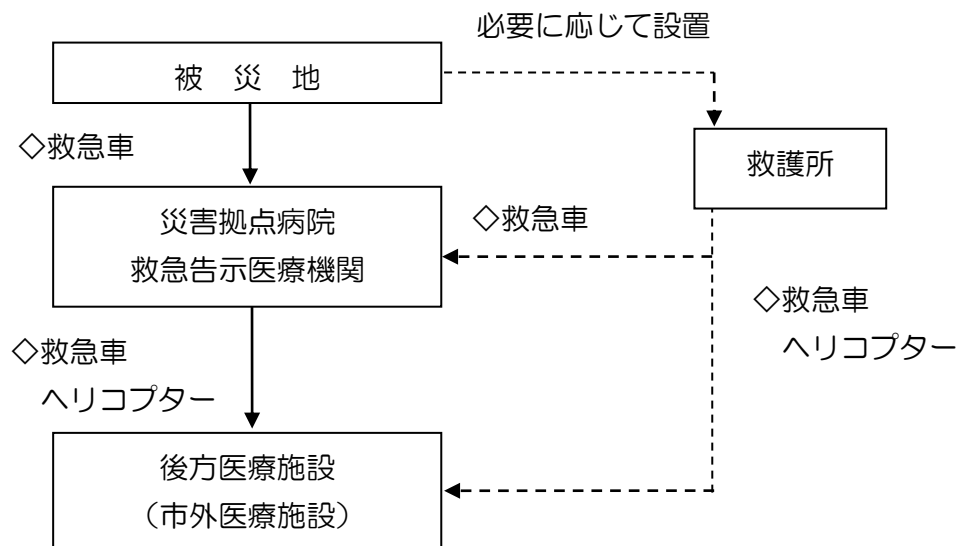 必要に応じて設置
被　災　地
◇救急車
救護所
災害拠点病院
救急告示医療機関
◇救急車
◇救急車
ヘリコプター
◇救急車
ヘリコプター
後方医療施設
（市外医療施設）